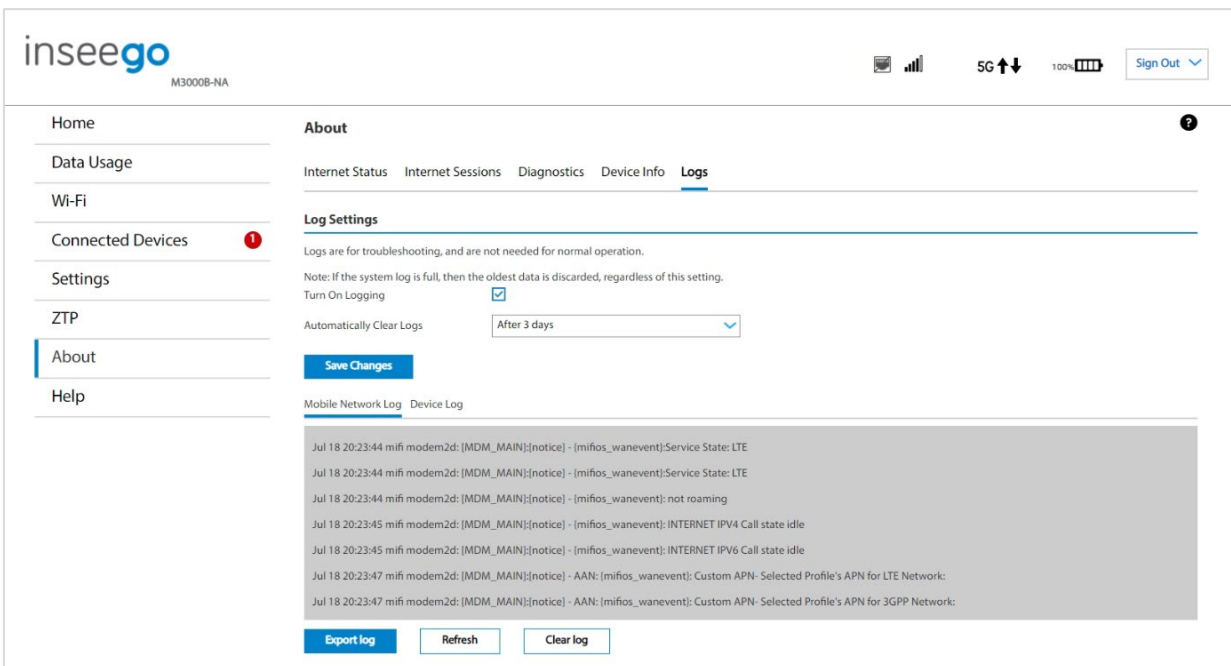 inseego
M3000B-NA
5G
100%
Sign Out
Home
Data Usage
Wi-Fi
Connected Devices
1
Settings
ZTP
About
Help
About
?
Internet Status Internet Sessions Diagnostics Device Info Logs
Log Settings
Logs are for troubleshooting, and are not needed for normal operation.
Note: If the system log is full, then the oldest data is discarded, regardless of this setting.
Turn On Logging
Automatically Clear Logs After 3 days
Save Changes
Mobile Network Log Device Log
Jul 18 20:23:44 mifi modem2d: [MDM_MAIN]:[notice] - (mifios_wanevent):Service State: LTE
Jul 18 20:23:44 mifi modem2d: [MDM_MAIN]:[notice] - (mifios_wanevent):Service State: LTE
Jul 18 20:23:44 mifi modem2d: [MDM_MAIN]:[notice] - (mifios_wanevent): not roaming
Jul 18 20:23:45 mifi modem2d: [MDM_MAIN]:[notice] - (mifios_wanevent): INTERNET IPV4 Call state idle
Jul 18 20:23:45 mifi modem2d: [MDM_MAIN]:[notice] - (mifios_wanevent): INTERNET IPV6 Call state idle
Jul 18 20:23:47 mifi modem2d: [MDM_MAIN]:[notice] - AAN: (mifios_wanevent): Custom APN- Selected Profile's APN for LTE Network:
Jul 18 20:23:47 mifi modem2d: [MDM_MAIN]:[notice] - AAN: (mifios_wanevent): Custom APN- Selected Profile's APN for 3GPP Network:
Export log Refresh Clear log